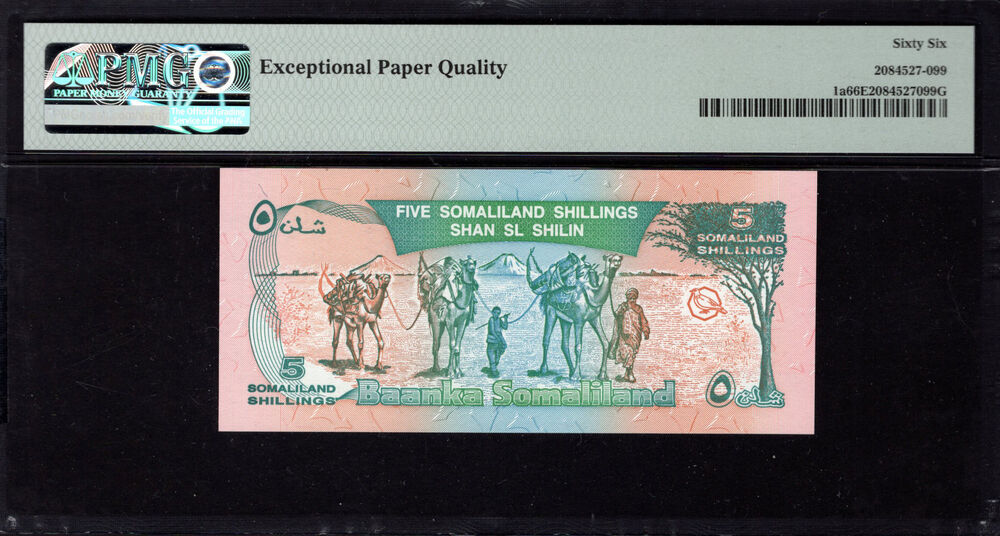 PMG
PAPER MONEY GUARANTY
The Official Grading
Service of the PNG
Exceptional Paper Quality
Sixty Six
2084527-099
1a66E2084527099G
٥ شلن
FIVE SOMALILAND SHILLINGS
SHAN SL SHILIN
5
SOMALILAND
SHILLINGS
5
SOMALILAND
SHILLINGS
Baanka Somaliland
٥ شلن